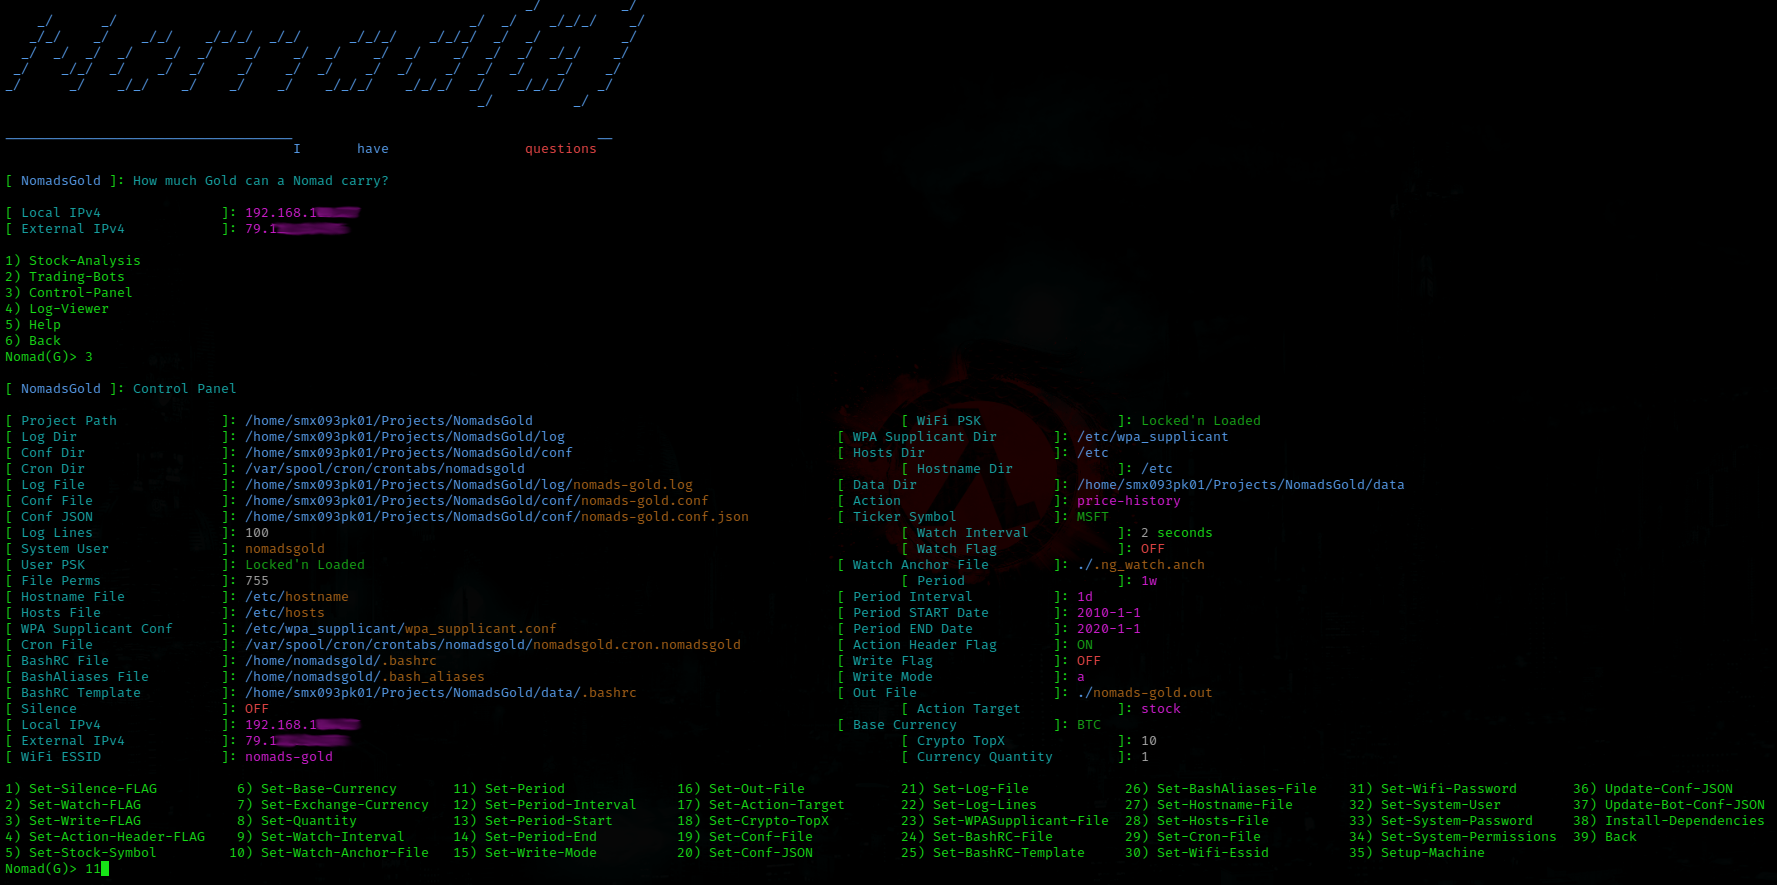 Nomad(G)
I have questions
[ NomadsGold ]: How much Gold can a Nomad carry?
[ Local IPv4 ]: 192.168.1
[ External IPv4 ]: 79.1
1) Stock-Analysis
2) Trading-Bots
3) Control-Panel
4) Log-Viewer
5) Help
6) Back
Nomad(G)> 3
[ NomadsGold ]: Control Panel
[ Project Path ]: /home/smx093pk01/Projects/NomadsGold [ WiFi PSK ]: Locked'n Loaded
[ Log Dir ]: /home/smx093pk01/Projects/NomadsGold/log [ WPA Supplicant Dir ]: /etc/wpa_supplicant
[ Conf Dir ]: /home/smx093pk01/Projects/NomadsGold/conf [ Hosts Dir ]: /etc
[ Cron Dir ]: /var/spool/cron/crontabs/nomadsgold [ Hostname Dir ]: /etc
[ Log File ]: /home/smx093pk01/Projects/NomadsGold/log/nomads-gold.log [ Data Dir ]: /home/smx093pk01/Projects/NomadsGold/data
[ Conf File ]: /home/smx093pk01/Projects/NomadsGold/conf/nomads-gold.conf [ Action ]: price-history
[ Conf JSON ]: /home/smx093pk01/Projects/NomadsGold/conf/nomads-gold.conf.json [ Ticker Symbol ]: MSFT
[ Log Lines ]: 100 [ Watch Interval ]: 2 seconds
[ System User ]: nomadsgold [ Watch Flag ]: OFF
[ User PSK ]: Locked'n Loaded [ Watch Anchor File ]: ./.ng_watch.anch
[ File Perms ]: 755 [ Period ]: 1w
[ Hostname File ]: /etc/hostname [ Period Interval ]: 1d
[ Hosts File ]: /etc/hosts [ Period START Date ]: 2010-1-1
[ WPA Supplicant Conf ]: /etc/wpa_supplicant/wpa_supplicant.conf [ Period END Date ]: 2020-1-1
[ Cron File ]: /var/spool/cron/crontabs/nomadsgold/nomadsgold.cron.nomadsgold [ Action Header Flag ]: ON
[ BashRC File ]: /home/nomadsgold/.bashrc [ Write Flag ]: OFF
[ BashAliases File ]: /home/nomadsgold/.bash_aliases [ Write Mode ]: a
[ BashRC Template ]: /home/smx093pk01/Projects/NomadsGold/data/.bashrc [ Out File ]: ./nomads-gold.out
[ Silence ]: OFF [ Action Target ]: stock
[ Local IPv4 ]: 192.168.1 [ Base Currency ]: BTC
[ External IPv4 ]: 79.1 [ Crypto TopX ]: 10
[ WiFi ESSID ]: nomads-gold [ Currency Quantity ]: 1
1) Set-Silence-FLAG 6) Set-Base-Currency 11) Set-Period 16) Set-Out-File 21) Set-Log-File 26) Set-BashAliases-File 31) Set-Wifi-Password 36) Update-Conf-JSON
2) Set-Watch-FLAG 7) Set-Exchange-Currency 12) Set-Period-Interval 17) Set-Action-Target 22) Set-Log-Lines 27) Set-Hostname-File 32) Set-System-User 37) Update-Bot-Conf-JSON
3) Set-Write-FLAG 8) Set-Quantity 13) Set-Period-Start 18) Set-Crypto-TopX 23) Set-WPASupplicant-File 28) Set-Hosts-File 33) Set-System-Password 38) Install-Dependencies
4) Set-Action-Header-FLAG 9) Set-Watch-Interval 14) Set-Period-End 19) Set-Conf-File 24) Set-BashRC-File 29) Set-Cron-File 34) Set-System-Permissions 39) Back
5) Set-Stock-Symbol 10) Set-Watch-Anchor-File 15) Set-Write-Mode 20) Set-Conf-JSON 25) Set-BashRC-Template 30) Set-Wifi-Essid 35) Setup-Machine
Nomad(G)> 11